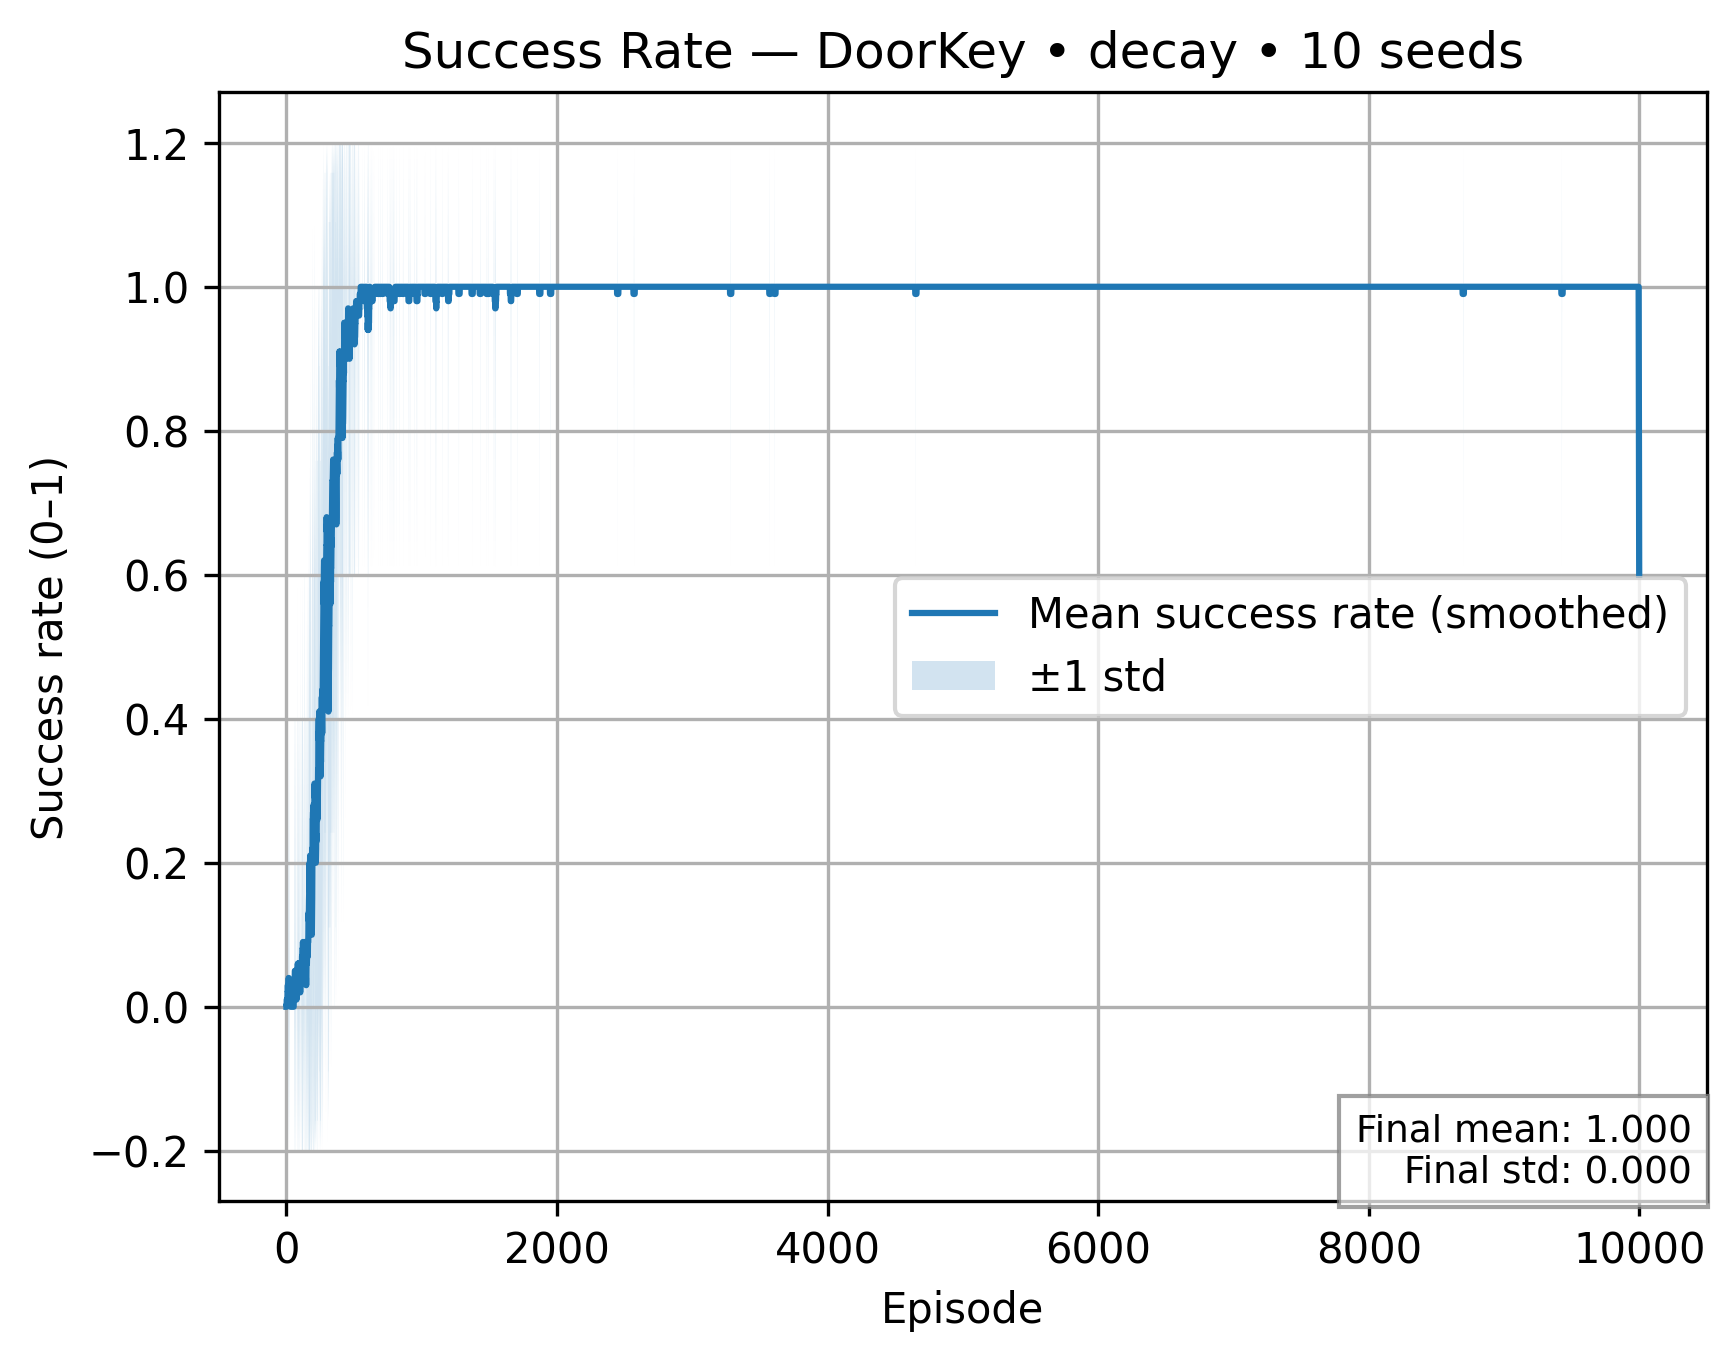 Success Rate — DoorKey • decay • 10 seeds
1.2
1.0
0.8
0.6
0.4
0.2
0.0
−0.2
Success rate (0–1)
Mean success rate (smoothed)
±1 std
Final mean: 1.000
Final std: 0.000
0 2000 4000 6000 8000 10000
Episode